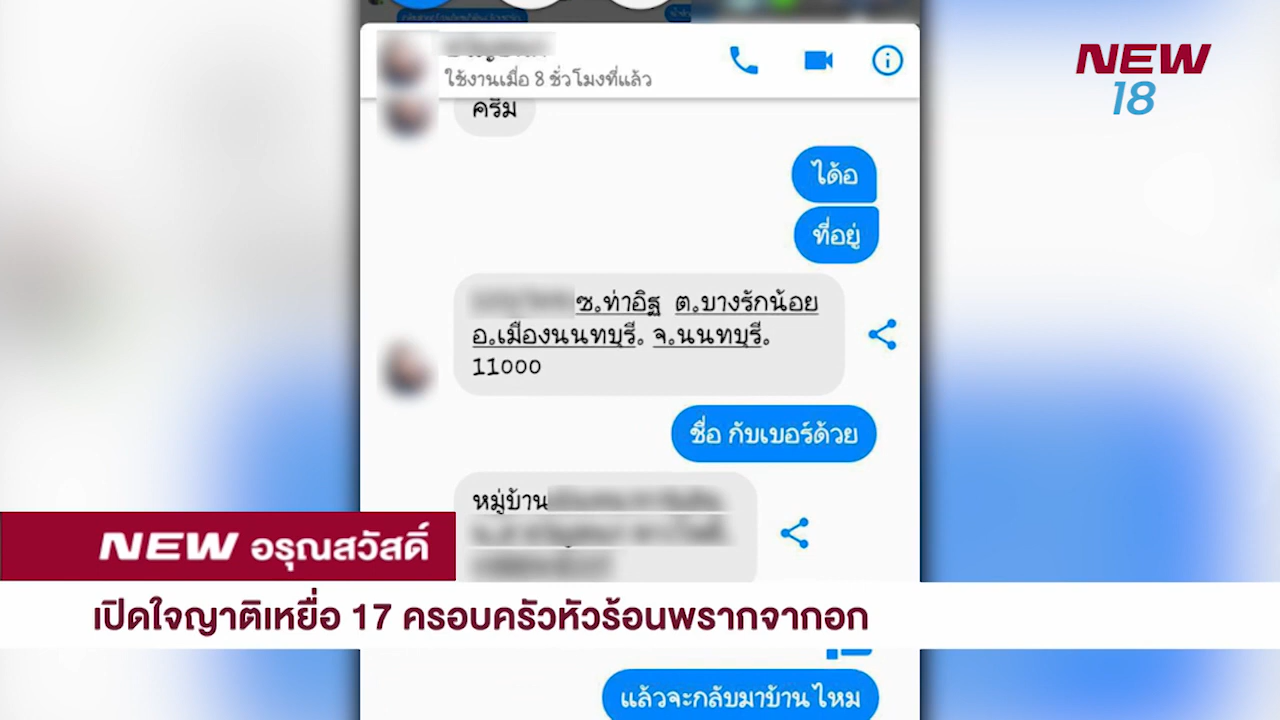 ใช้งานเมื่อ 8 ชั่วโมงที่แล้ว
NEW
18
ครีม
ได้อ
ที่อยู่
ซ.ท่าอิฐ ต.บางรักน้อย
อ.เมืองนนทบุรี. จ.นนทบุรี.
11000
ชื่อ กับเบอร์ด้วย
หมู่บ้าน
NEW อรุณสวัสดิ์
เปิดใจญาติเหยื่อ 17 ครอบครัวหัวร้อนพรากจากอก
แล้วจะกลับมาบ้านไหม